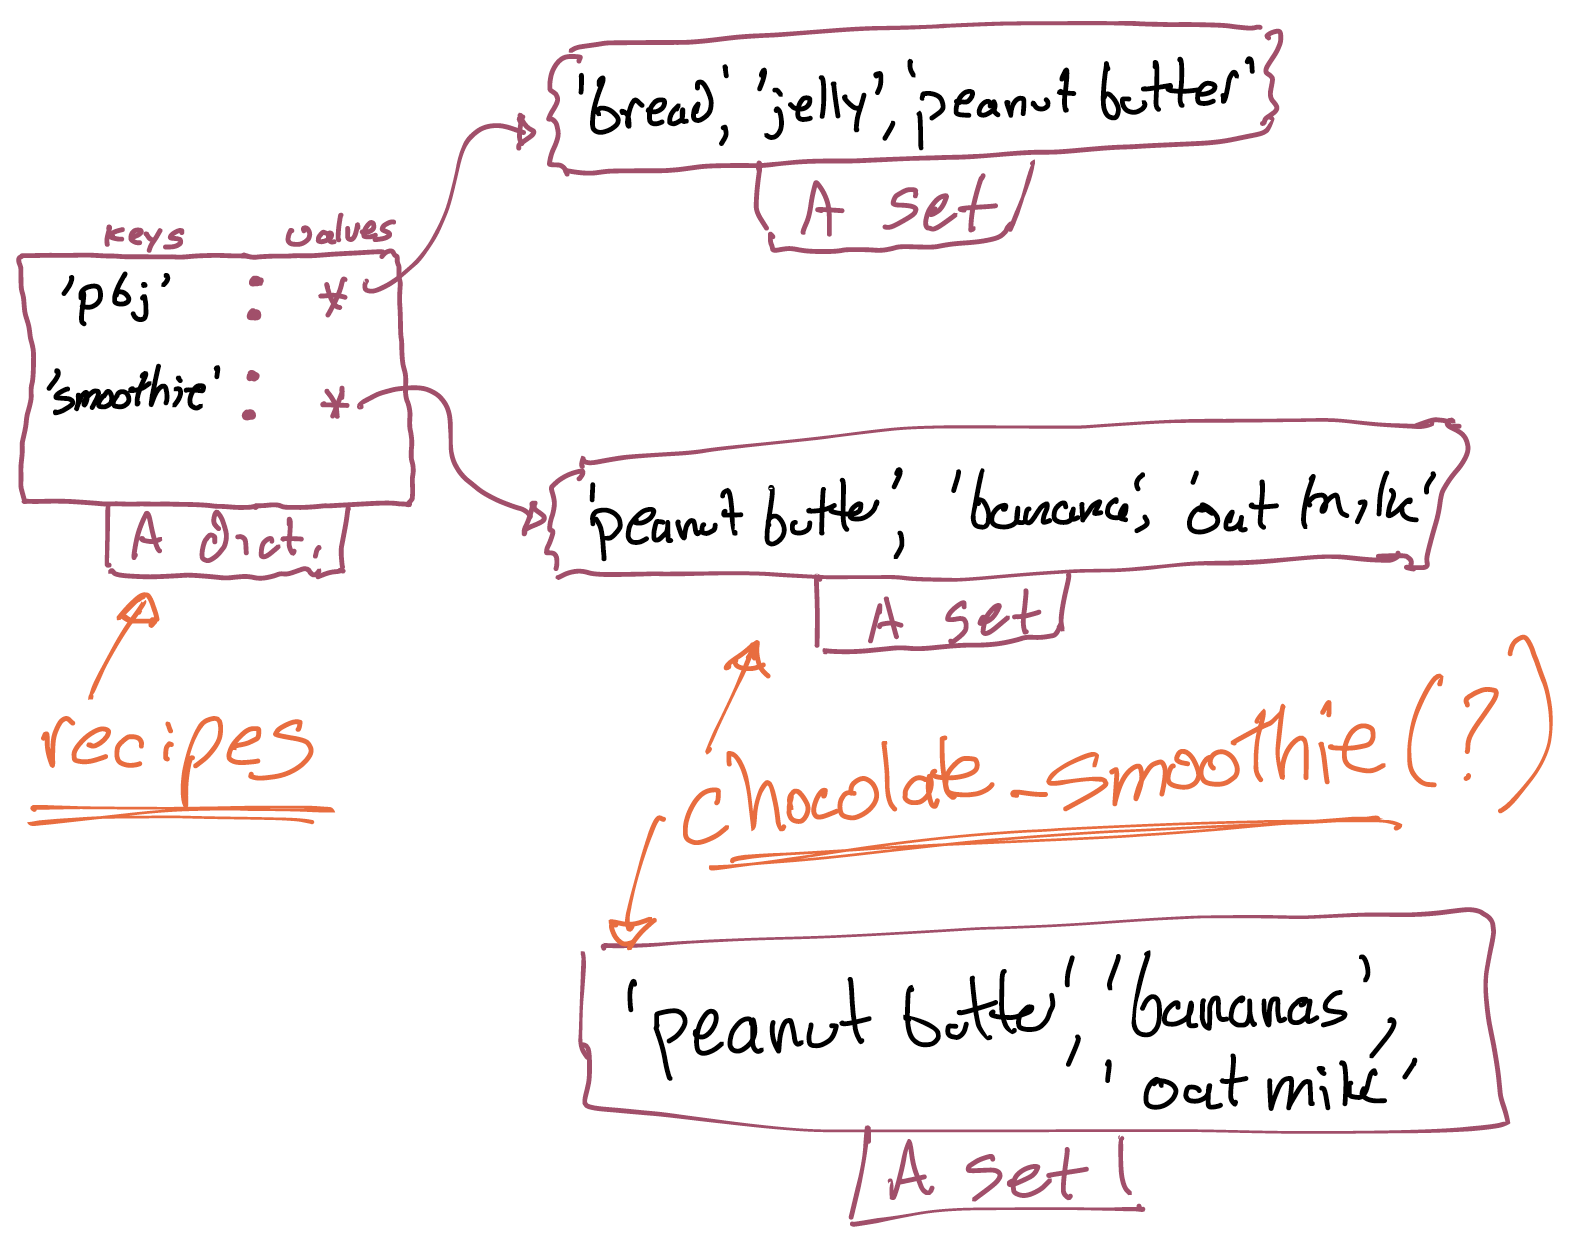 'bread', 'jelly', 'peanut butter'
A set
keys values
'pbj' : *
'smoothie' : *
A dict.
'peanut butte', 'banana', 'oat milk'
A set
recipes
chocolate_smoothie (?)
'peanut butte', 'bananas',
'oat milk'
A set